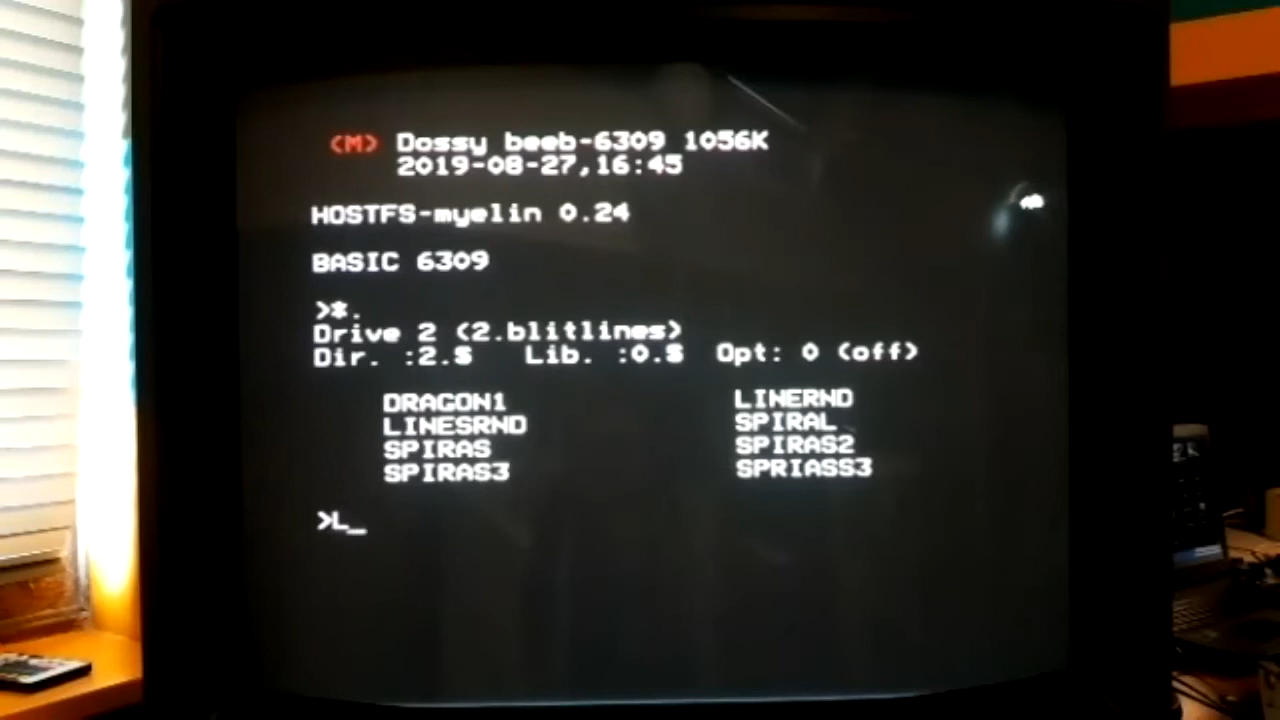 (M) Dossy beeb-6309 1056K
2019-08-27,16:45
HOSTFS-myelin 0.24
BASIC 6309
>*.
Drive 2 (2.blitlines)
Dir. :2.$ Lib. :0.$ Opt: 0 (off)
DRAGON1 LINERND
LINESRND SPIRAL
SPIRAS SPIRAS2
SPIRAS3 SPRIASS3
>L_